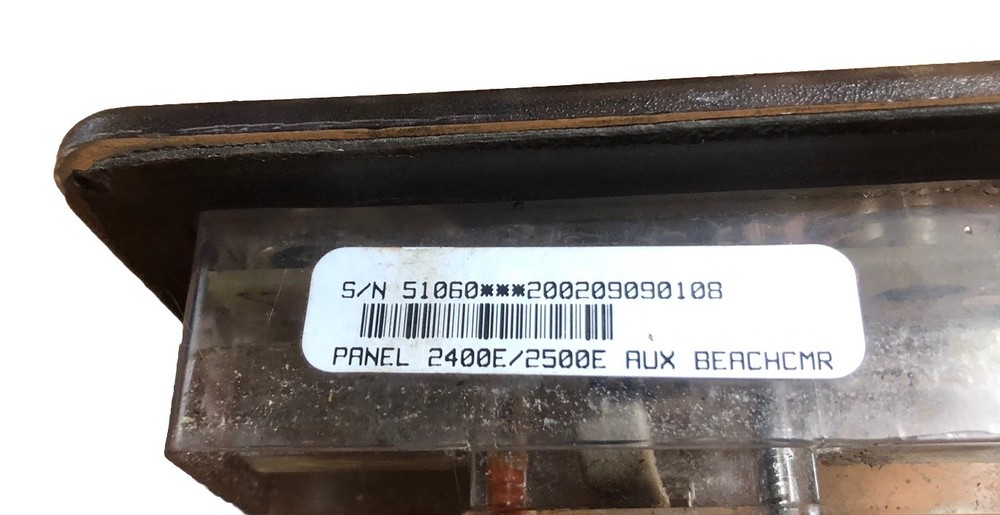 S/N 51060***200209090108
PANEL 2400E/2500E AUX BEACHCMR